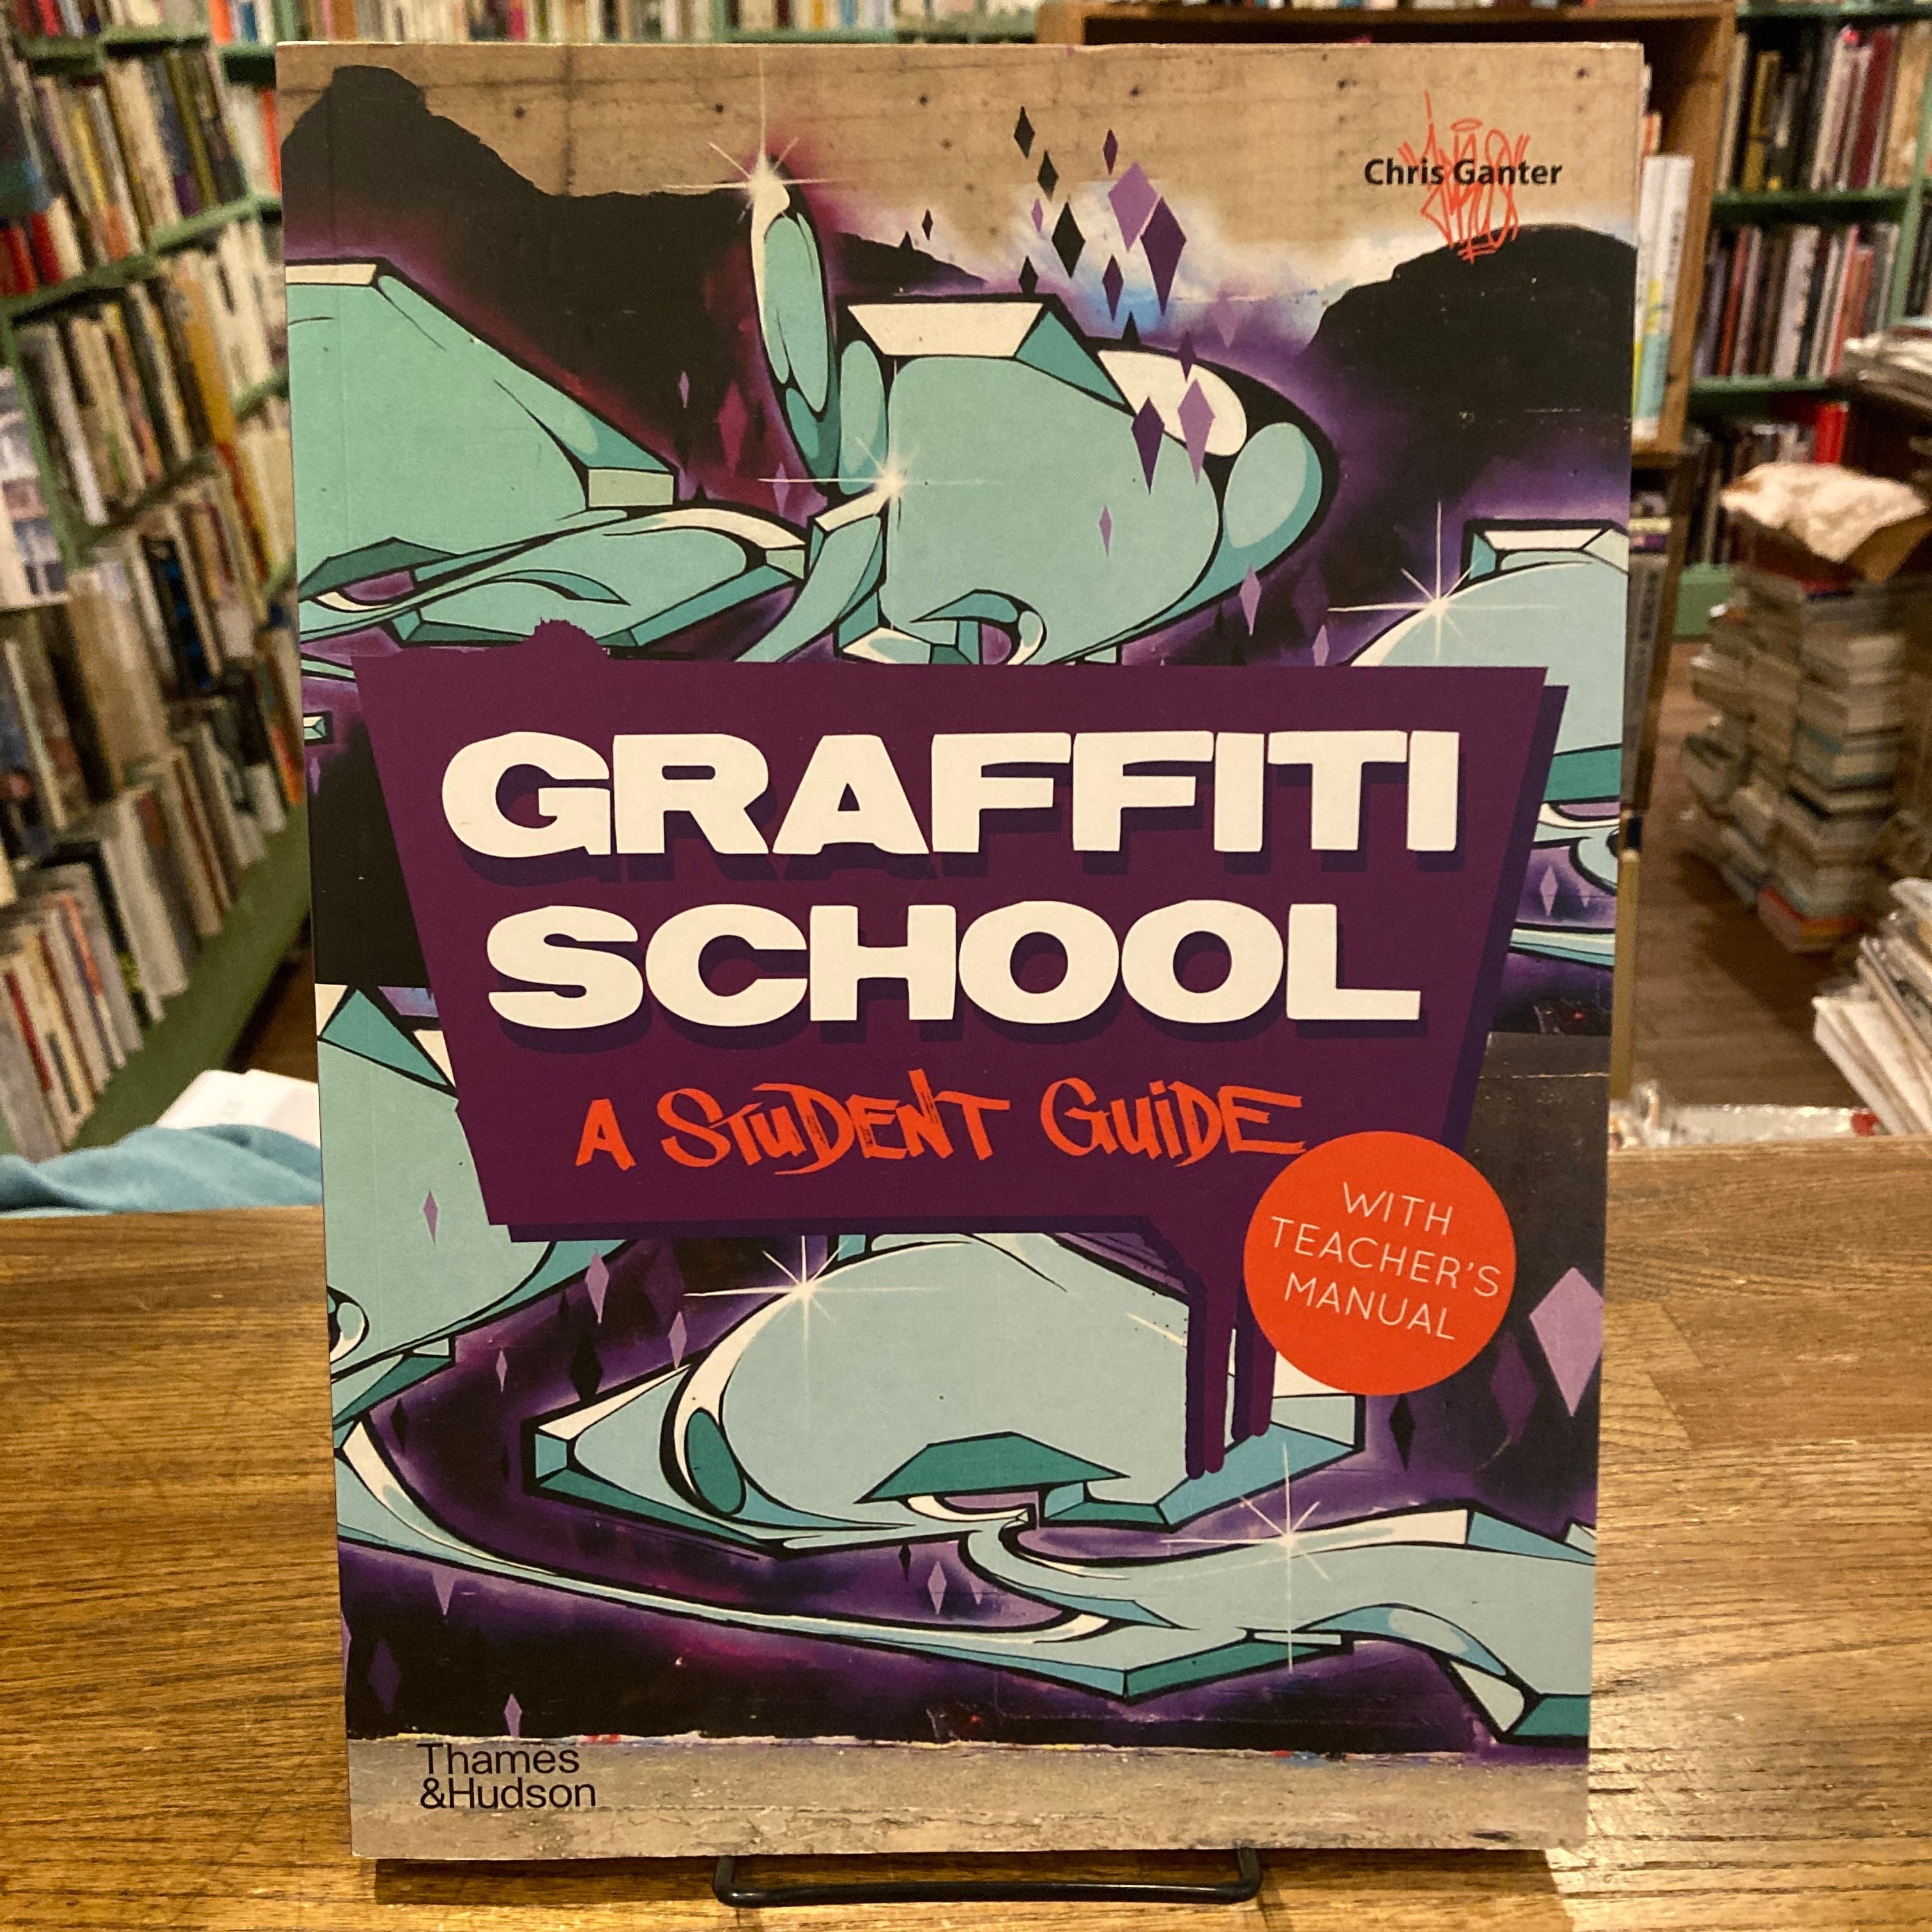 Chris Ganter
GRAFFITI
SCHOOL
A STuDENT GuiDE
WITH
TEACHER'S
MANUAL
Thames
&Hudson